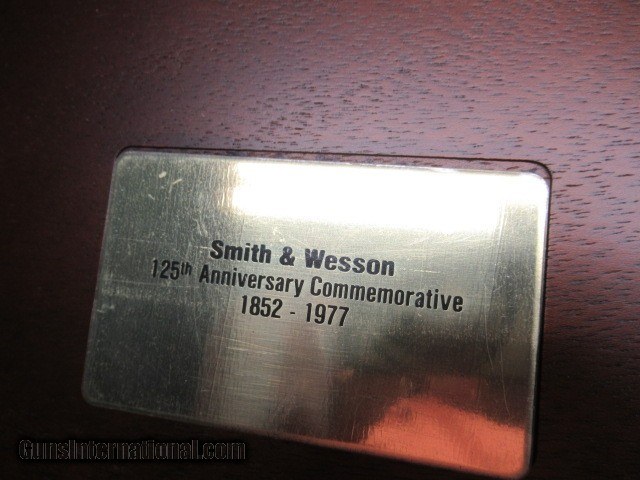 Smith & Wesson
125th Anniversary Commemorative
1852 - 1977
GunsInternational.com